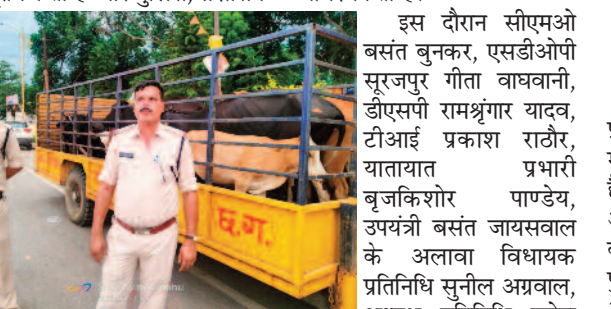 इस दौरान सीएमओ
बसंत बुनकर, एसडीओपी
सूरजपुर गीता वाघवानी,
डीएसपी रामश्रृंगार यादव,
टीआई प्रकाश राठौर,
यातायात प्रभारी
बृजकिशोर पाण्डेय,
उपयंत्री बसंत जायसवाल
के अलावा विधायक
प्रतिनिधि सुनील अग्रवाल,
छ.ग.